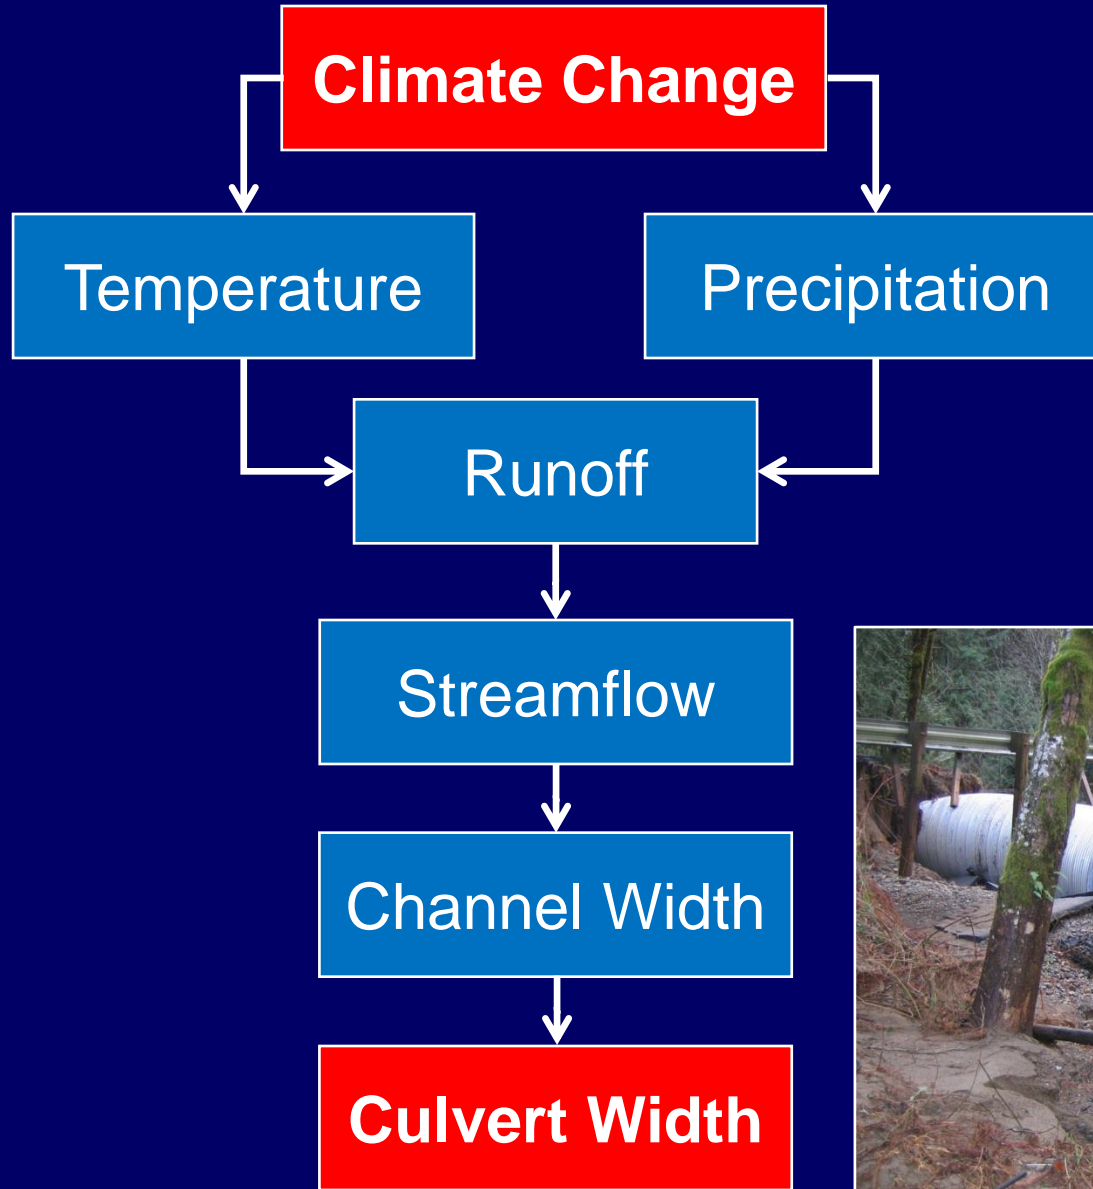 Climate Change
Temperature
Precipitation
Runoff
Streamflow
Channel Width
Culvert Width